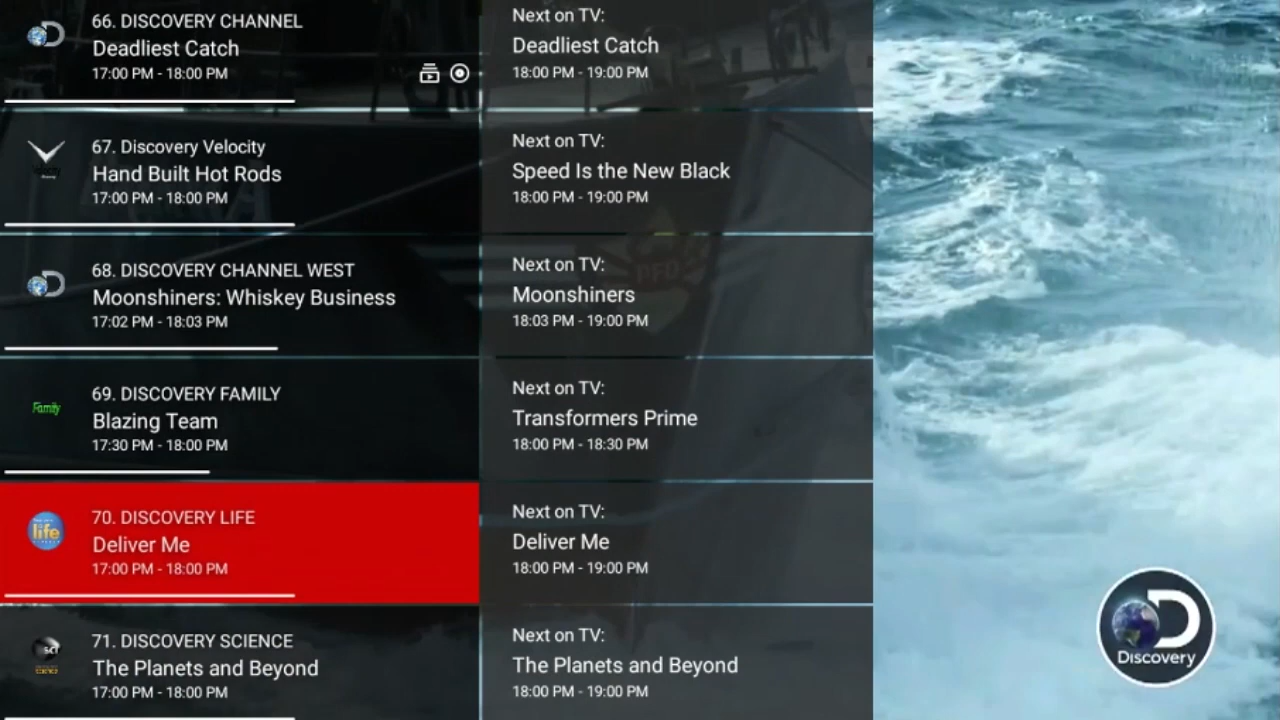 66. DISCOVERY CHANNEL
Deadliest Catch
17:00 PM - 18:00 PM
Next on TV:
Deadliest Catch
18:00 PM - 19:00 PM
67. Discovery Velocity
Hand Built Hot Rods
17:00 PM - 18:00 PM
Next on TV:
Speed Is the New Black
18:00 PM - 19:00 PM
68. DISCOVERY CHANNEL WEST
Moonshiners: Whiskey Business
17:02 PM - 18:03 PM
Next on TV:
Moonshiners
18:03 PM - 19:00 PM
Family
69. DISCOVERY FAMILY
Blazing Team
17:30 PM - 18:00 PM
Next on TV:
Transformers Prime
18:00 PM - 18:30 PM
life
70. DISCOVERY LIFE
Deliver Me
17:00 PM - 18:00 PM
Next on TV:
Deliver Me
18:00 PM - 19:00 PM
71. DISCOVERY SCIENCE
The Planets and Beyond
17:00 PM - 18:00 PM
Next on TV:
The Planets and Beyond
18:00 PM - 19:00 PM
Discovery